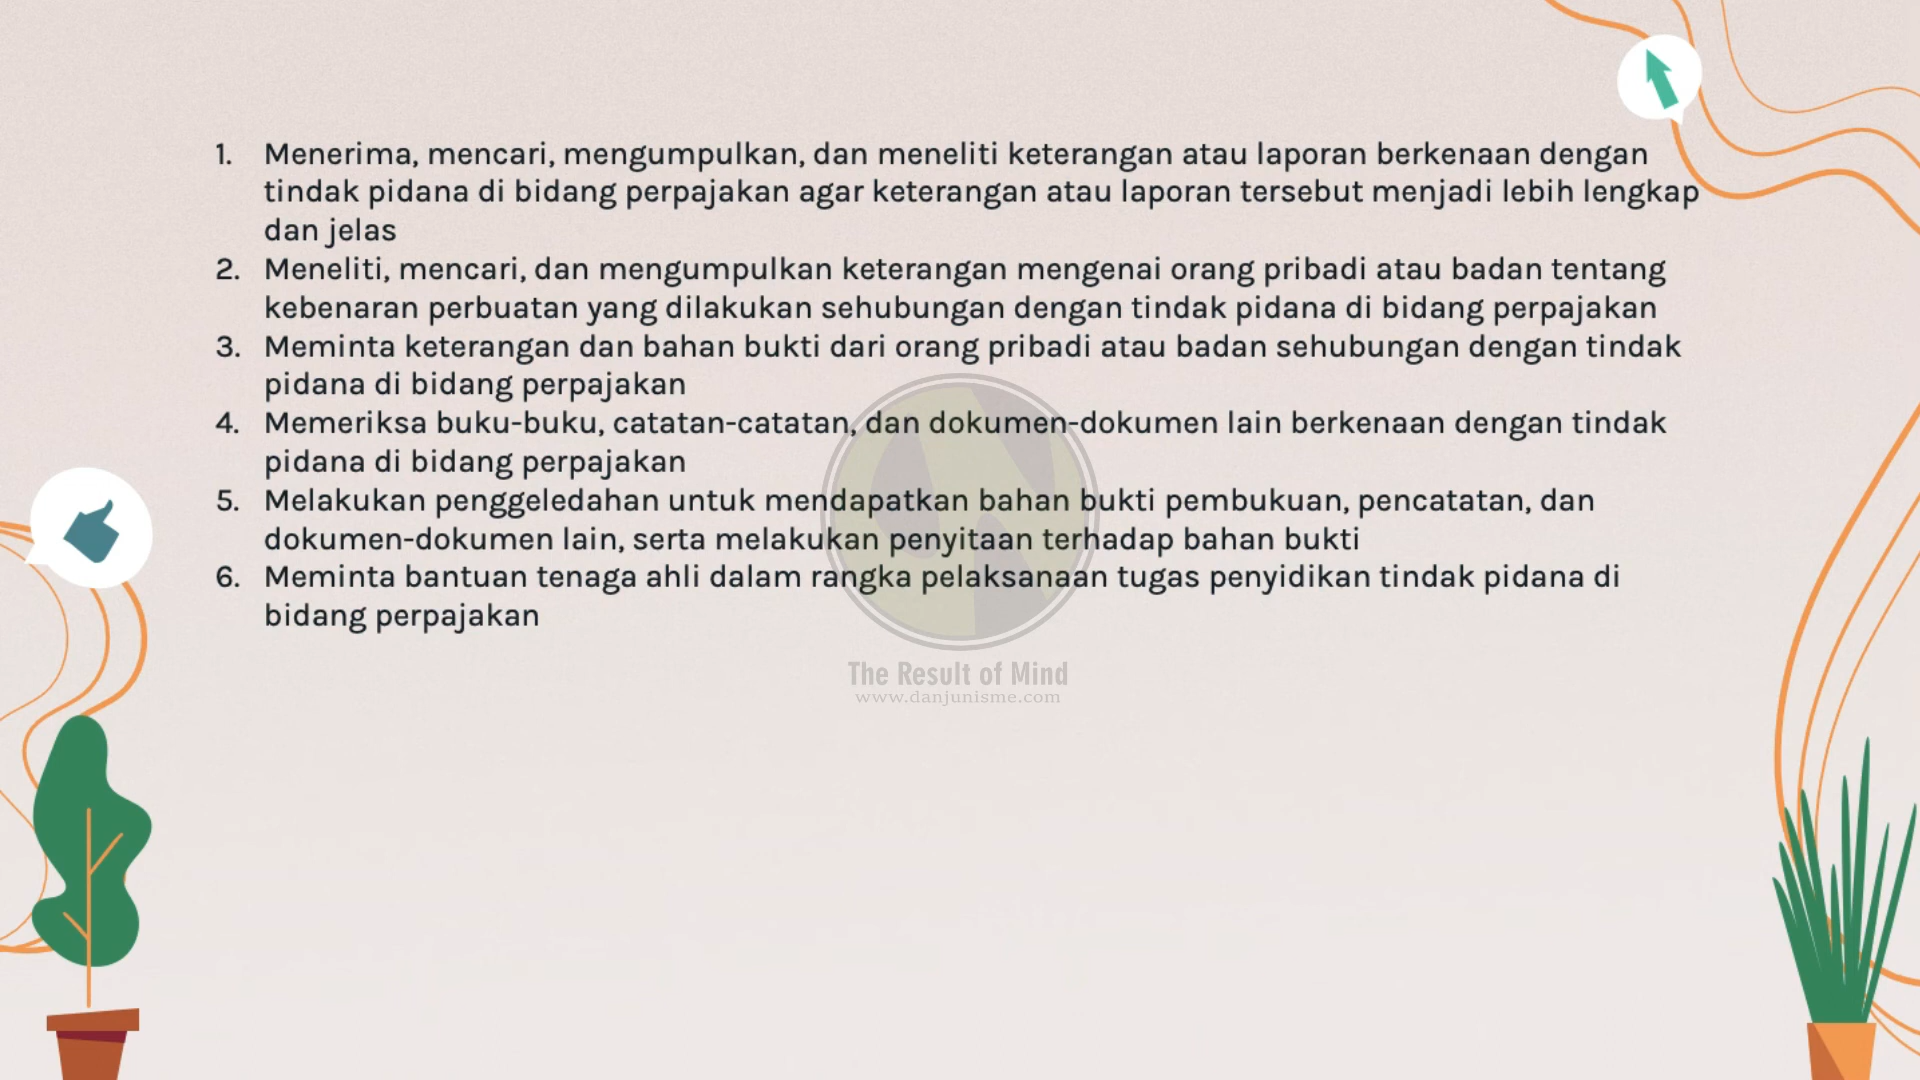 1. Menerima, mencari, mengumpulkan, dan meneliti keterangan atau laporan berkenaan dengan
tindak pidana di bidang perpajakan agar keterangan atau laporan tersebut menjadi lebih lengkap
dan jelas
2. Meneliti, mencari, dan mengumpulkan keterangan mengenai orang pribadi atau badan tentang
kebenaran perbuatan yang dilakukan sehubungan dengan tindak pidana di bidang perpajakan
3. Meminta keterangan dan bahan bukti dari orang pribadi atau badan sehubungan dengan tindak
pidana di bidang perpajakan
4. Memeriksa buku-buku, catatan-catatan, dan dokumen-dokumen lain berkenaan dengan tindak
pidana di bidang perpajakan
5. Melakukan penggeledahan untuk mendapatkan bahan bukti pembukuan, pencatatan, dan
dokumen-dokumen lain, serta melakukan penyitaan terhadap bahan bukti
6. Meminta bantuan tenaga ahli dalam rangka pelaksanaan tugas penyidikan tindak pidana di
bidang perpajakan
The Result of Mind
www.danjunisme.com